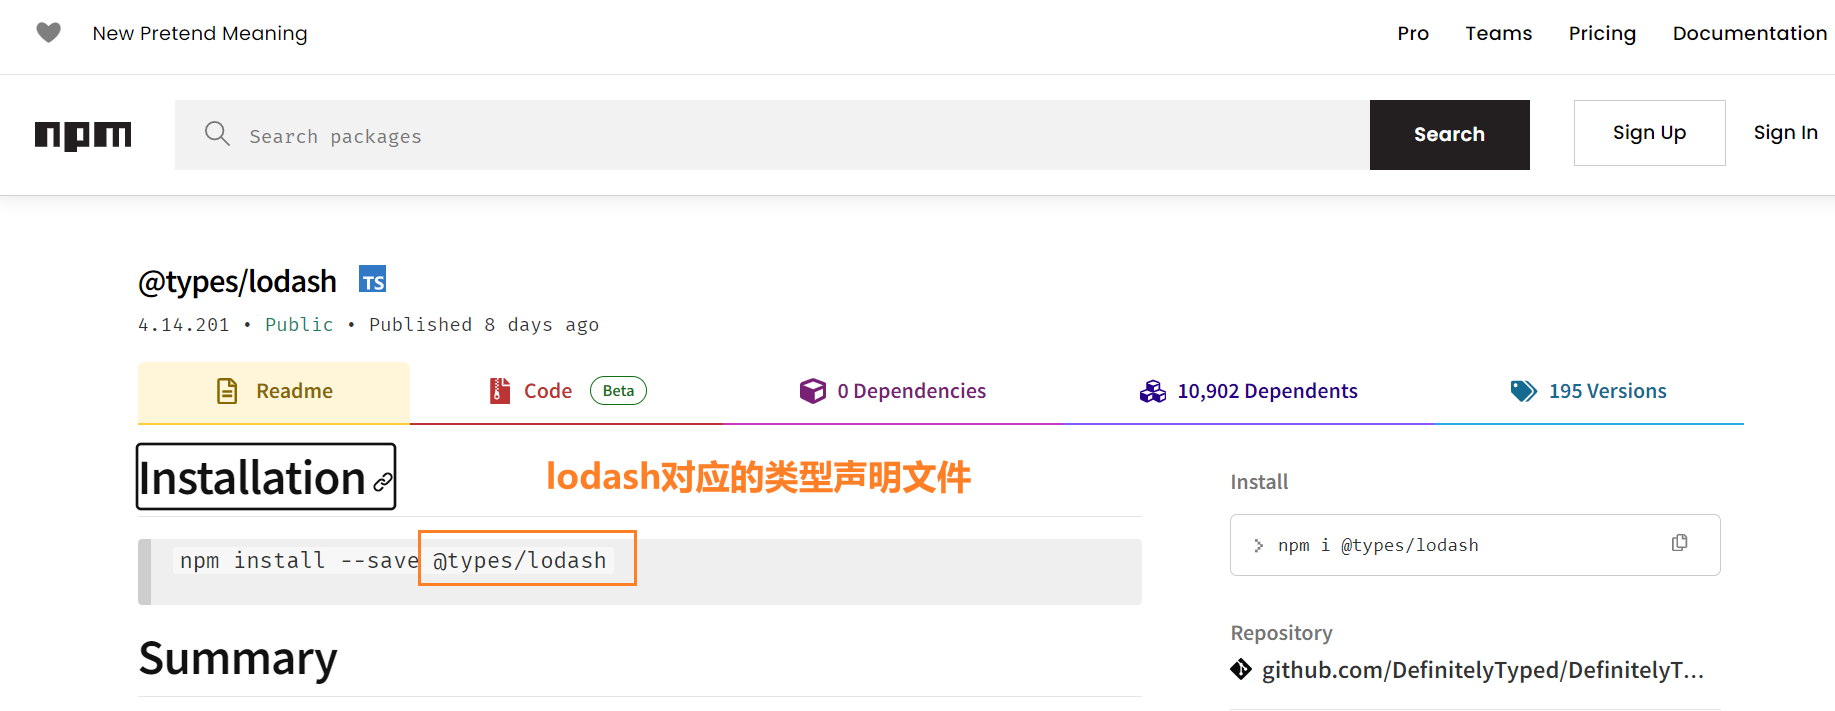 New Pretend Meaning
Pro Teams Pricing Documentation
npm Search packages Search Sign Up Sign In
@types/lodash TS
4.14.201 • Public • Published 8 days ago
Readme Code Beta 0 Dependencies 10,902 Dependents 195 Versions
Installation
lodash对应的类型声明文件
npm install --save @types/lodash
Summary
Install
npm i @types/lodash
Repository
github.com/DefinitelyTyped/DefinitelyT...